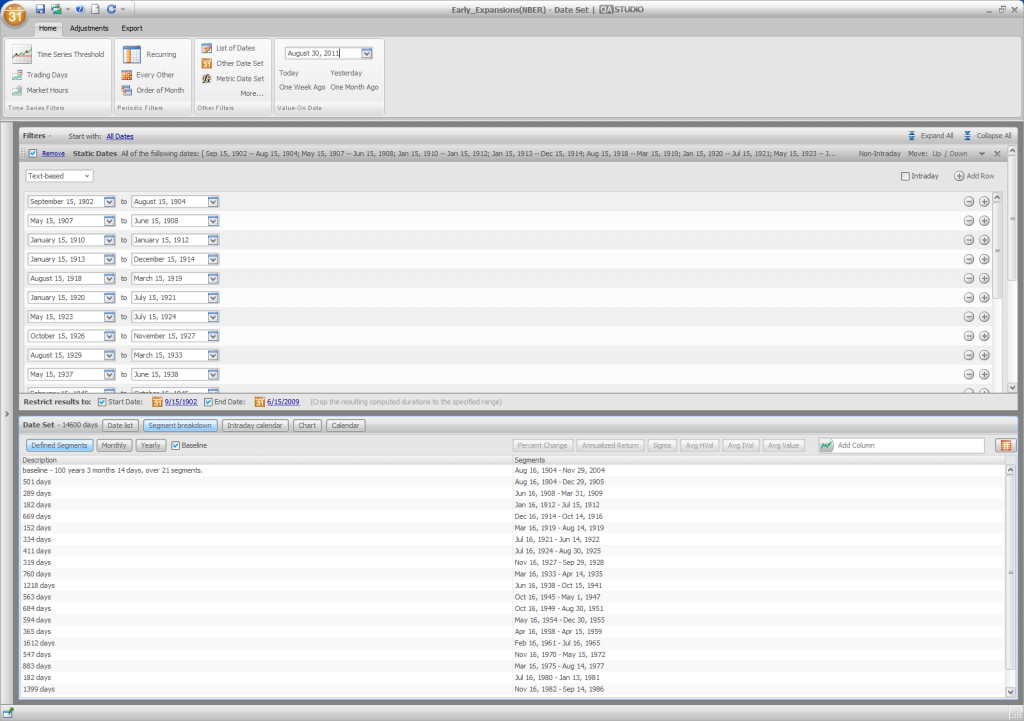 Early_Expansions(NBER) - Date Set | QA STUDIO
31
Home Adjustments Export
Time Series Threshold
Trading Days
Market Hours
Time Series Filters
Recurring
Every Other
Order of Month
Periodic Filters
List of Dates
Other Date Set
Metric Date Set
More...
Other Filters
August 30, 2011
Today Yesterday
One Week Ago One Month Ago
Value-On Date
Filters - Start with: All Dates Expand All Collapse All
Remove Static Dates All of the following dates: [ Sep 15, 1902 -- Aug 15, 1904; May 15, 1907 -- Jun 15, 1908; Jan 15, 1910 -- Jan 15, 1912; Jan 15, 1913 -- Dec 15, 1914; Aug 15, 1918 -- Mar 15, 1919; Jan 15, 1920 -- Jul 15, 1921; May 15, 1923 -- J... Non-Intraday Move: Up / Down
Text-based Intraday Add Row
September 15, 1902 to August 15, 1904
May 15, 1907 to June 15, 1908
January 15, 1910 to January 15, 1912
January 15, 1913 to December 15, 1914
August 15, 1918 to March 15, 1919
January 15, 1920 to July 15, 1921
May 15, 1923 to July 15, 1924
October 15, 1926 to November 15, 1927
August 15, 1929 to March 15, 1933
May 15, 1937 to June 15, 1938
February 15, 1945 to October 15, 1945
Restrict results to: Start Date: 31 9/15/1902 End Date: 31 6/15/2009 (Crop the resulting computed durations to the specified range)
Date Set - 14600 days Date list Segment breakdown Intraday calendar Chart Calendar
Defined Segments Monthly Yearly Baseline Percent Change Annualized Return Sigma Avg HVol Avg IVal Avg Value Add Column
Description Segments
baseline - 100 years 3 months 14 days, over 21 segments. Aug 16, 1904 - Nov 29, 2004
501 days Aug 16, 1904 - Dec 29, 1905
289 days Jun 16, 1908 - Mar 31, 1909
182 days Jan 16, 1912 - Jul 15, 1912
669 days Dec 16, 1914 - Oct 14, 1916
152 days Mar 16, 1919 - Aug 14, 1919
334 days Jul 16, 1921 - Jun 14, 1922
411 days Jul 16, 1924 - Aug 30, 1925
319 days Nov 16, 1927 - Sep 29, 1928
760 days Mar 16, 1933 - Apr 14, 1935
1218 days Jun 16, 1938 - Oct 15, 1941
563 days Oct 16, 1945 - May 1, 1947
684 days Oct 16, 1949 - Aug 30, 1951
594 days May 16, 1954 - Dec 30, 1955
365 days Apr 16, 1958 - Apr 15, 1959
1612 days Feb 16, 1961 - Jul 16, 1965
547 days Nov 16, 1970 - May 15, 1972
883 days Mar 16, 1975 - Aug 14, 1977
182 days Jul 16, 1980 - Jan 13, 1981
1399 days Nov 16, 1982 - Sep 14, 1986